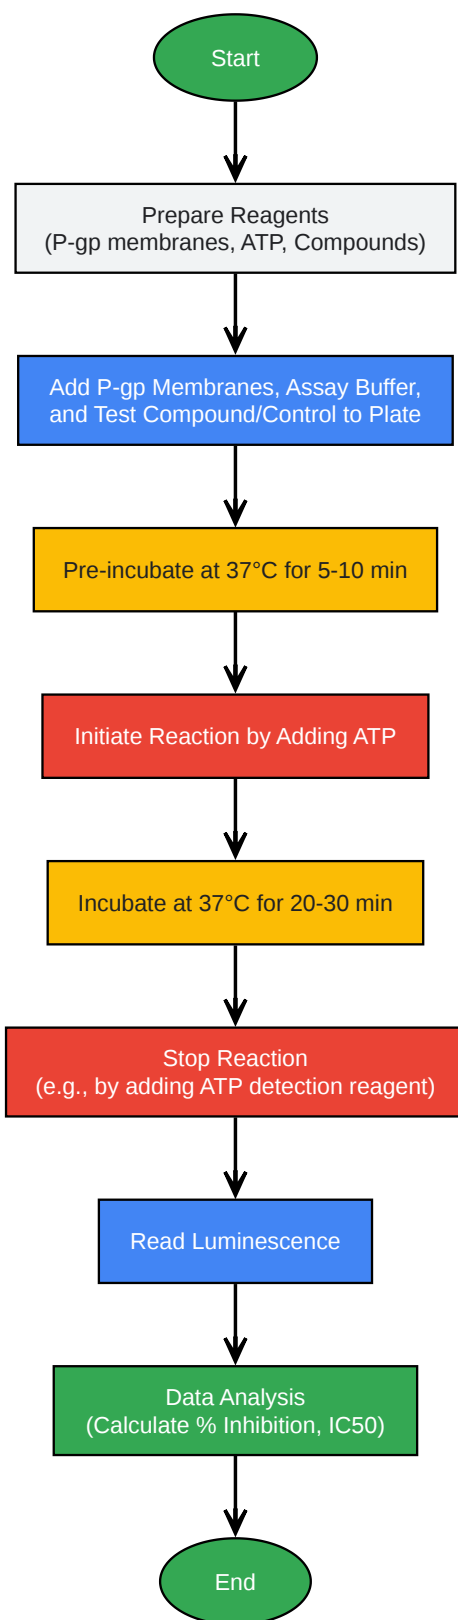 Start
Prepare Reagents
(P-gp membranes, ATP, Compounds)
Add P-gp Membranes, Assay Buffer,
and Test Compound/Control to Plate
Pre-incubate at 37°C for 5-10 min
Initiate Reaction by Adding ATP
Incubate at 37°C for 20-30 min
Stop Reaction
(e.g., by adding ATP detection reagent)
Read Luminescence
Data Analysis
(Calculate % Inhibition, IC50)
End